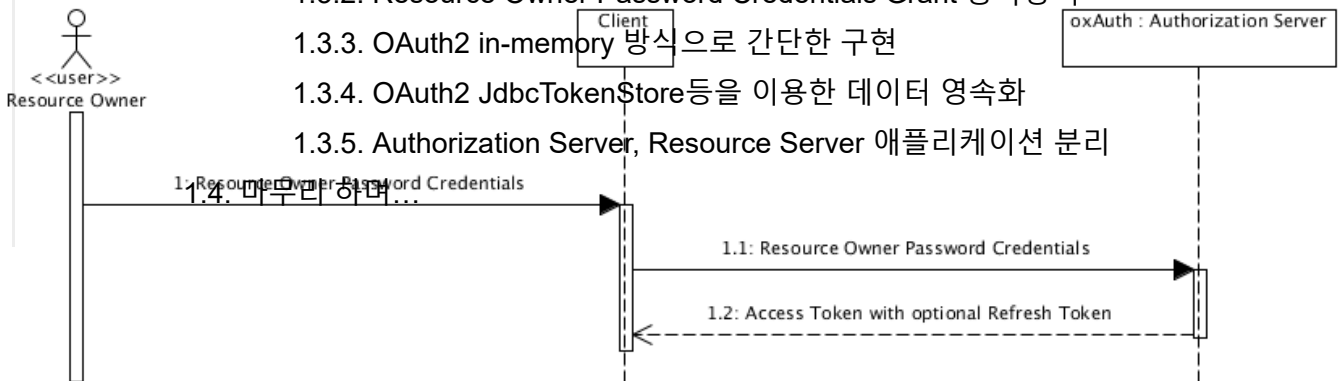 1.3.2. Resource Owner Password Credentials Grant
Client
oxAuth : Authorization Server
1.3.3. OAuth2 in-memory 방식으로 간단한 구현
<<user>>
Resource Owner
1.3.4. OAuth2 JdbcTokenStore등을 이용한 데이터 영속화
1.3.5. Authorization Server, Resource Server 애플리케이션 분리
1: Resource Owner Password Credentials
1.4. 마무리 하며…
1.1: Resource Owner Password Credentials
1.2: Access Token with optional Refresh Token